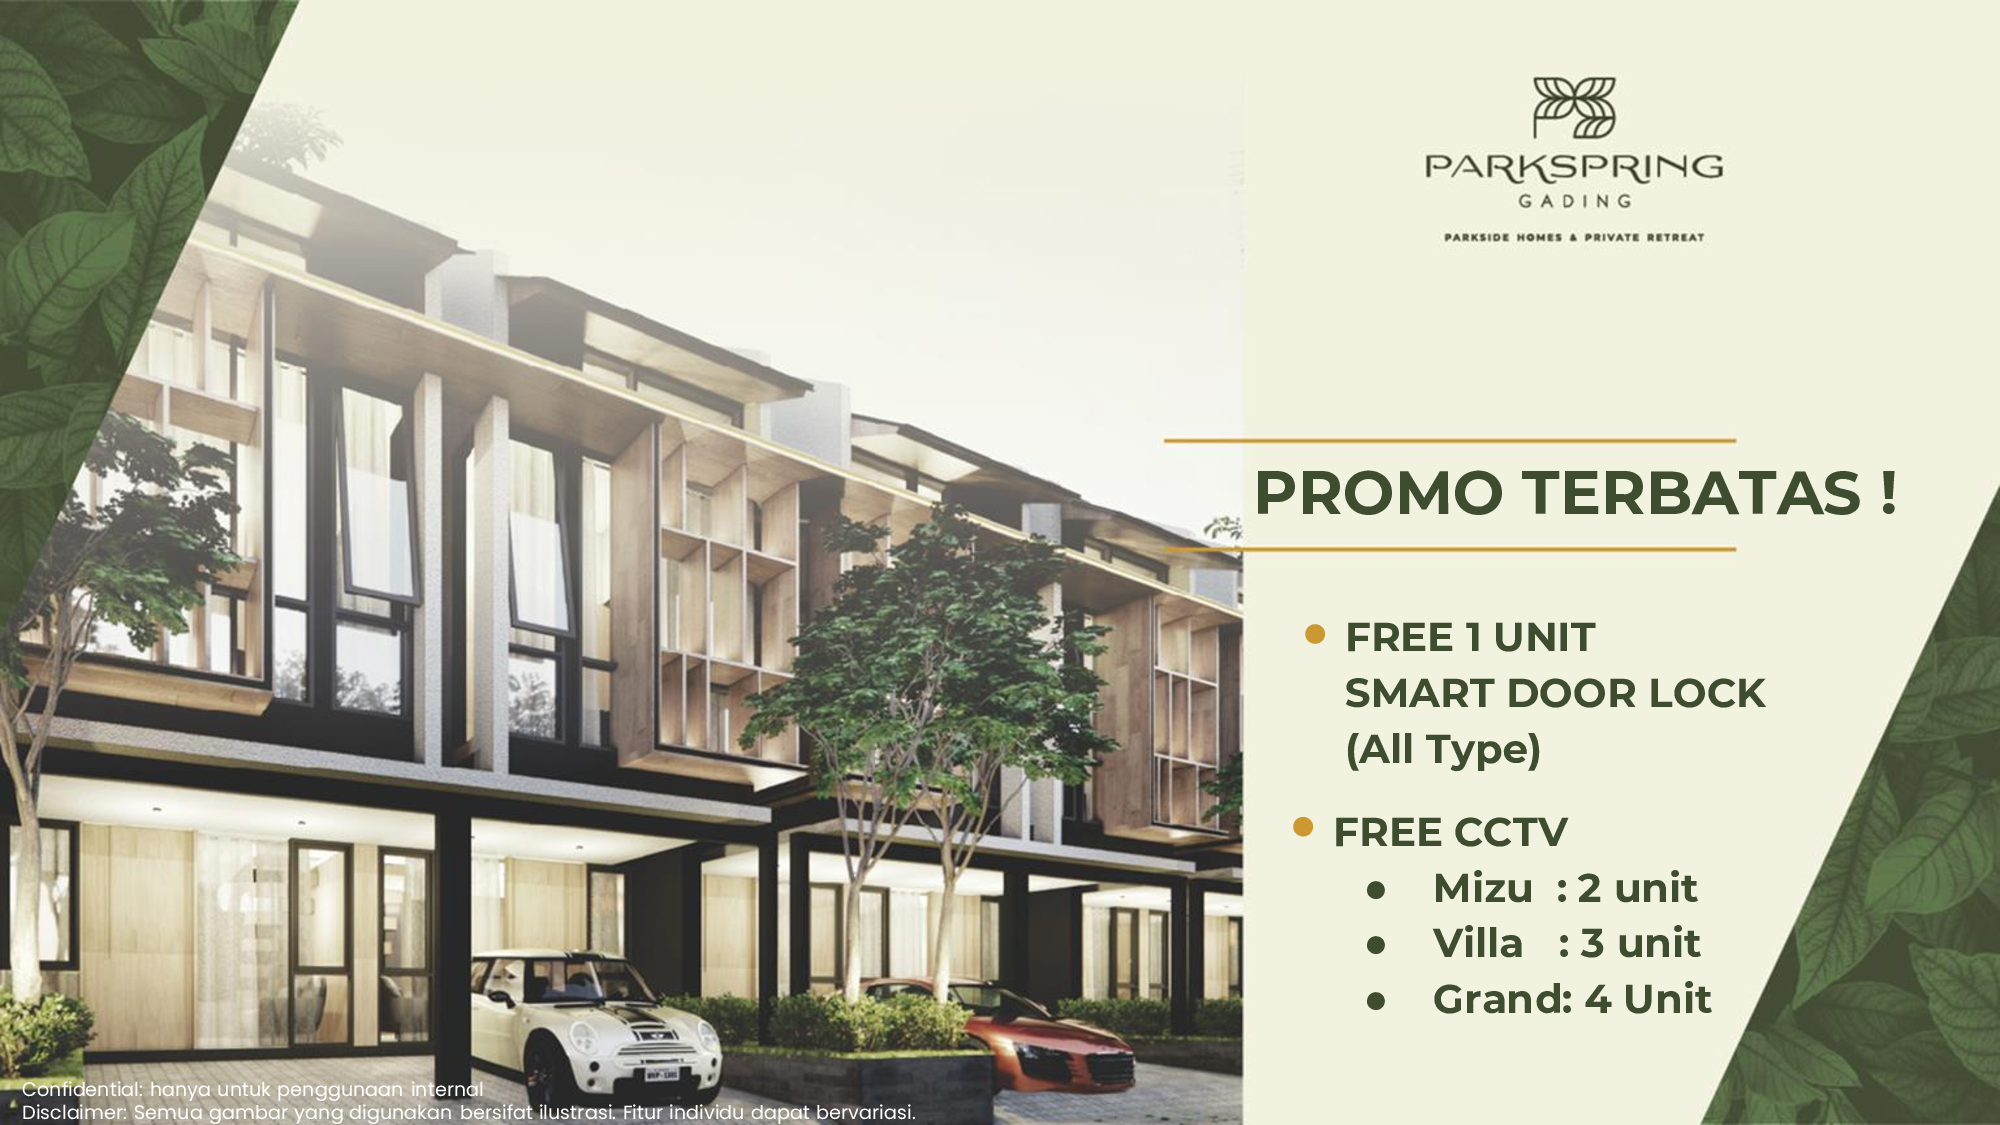 PARKSPRING
GADING
PARKSIDE HOMES & PRIVATE RETREAT
PROMO TERBATAS !
FREE 1 UNIT
SMART DOOR LOCK
(All Type)
FREE CCTV
Mizu : 2 unit
Villa : 3 unit
Grand: 4 Unit
Confidential: hanya untuk penggunaan internal
Disclaimer: Semua gambar yang digunakan bersifat ilustrasi. Fitur individu dapat bervariasi.